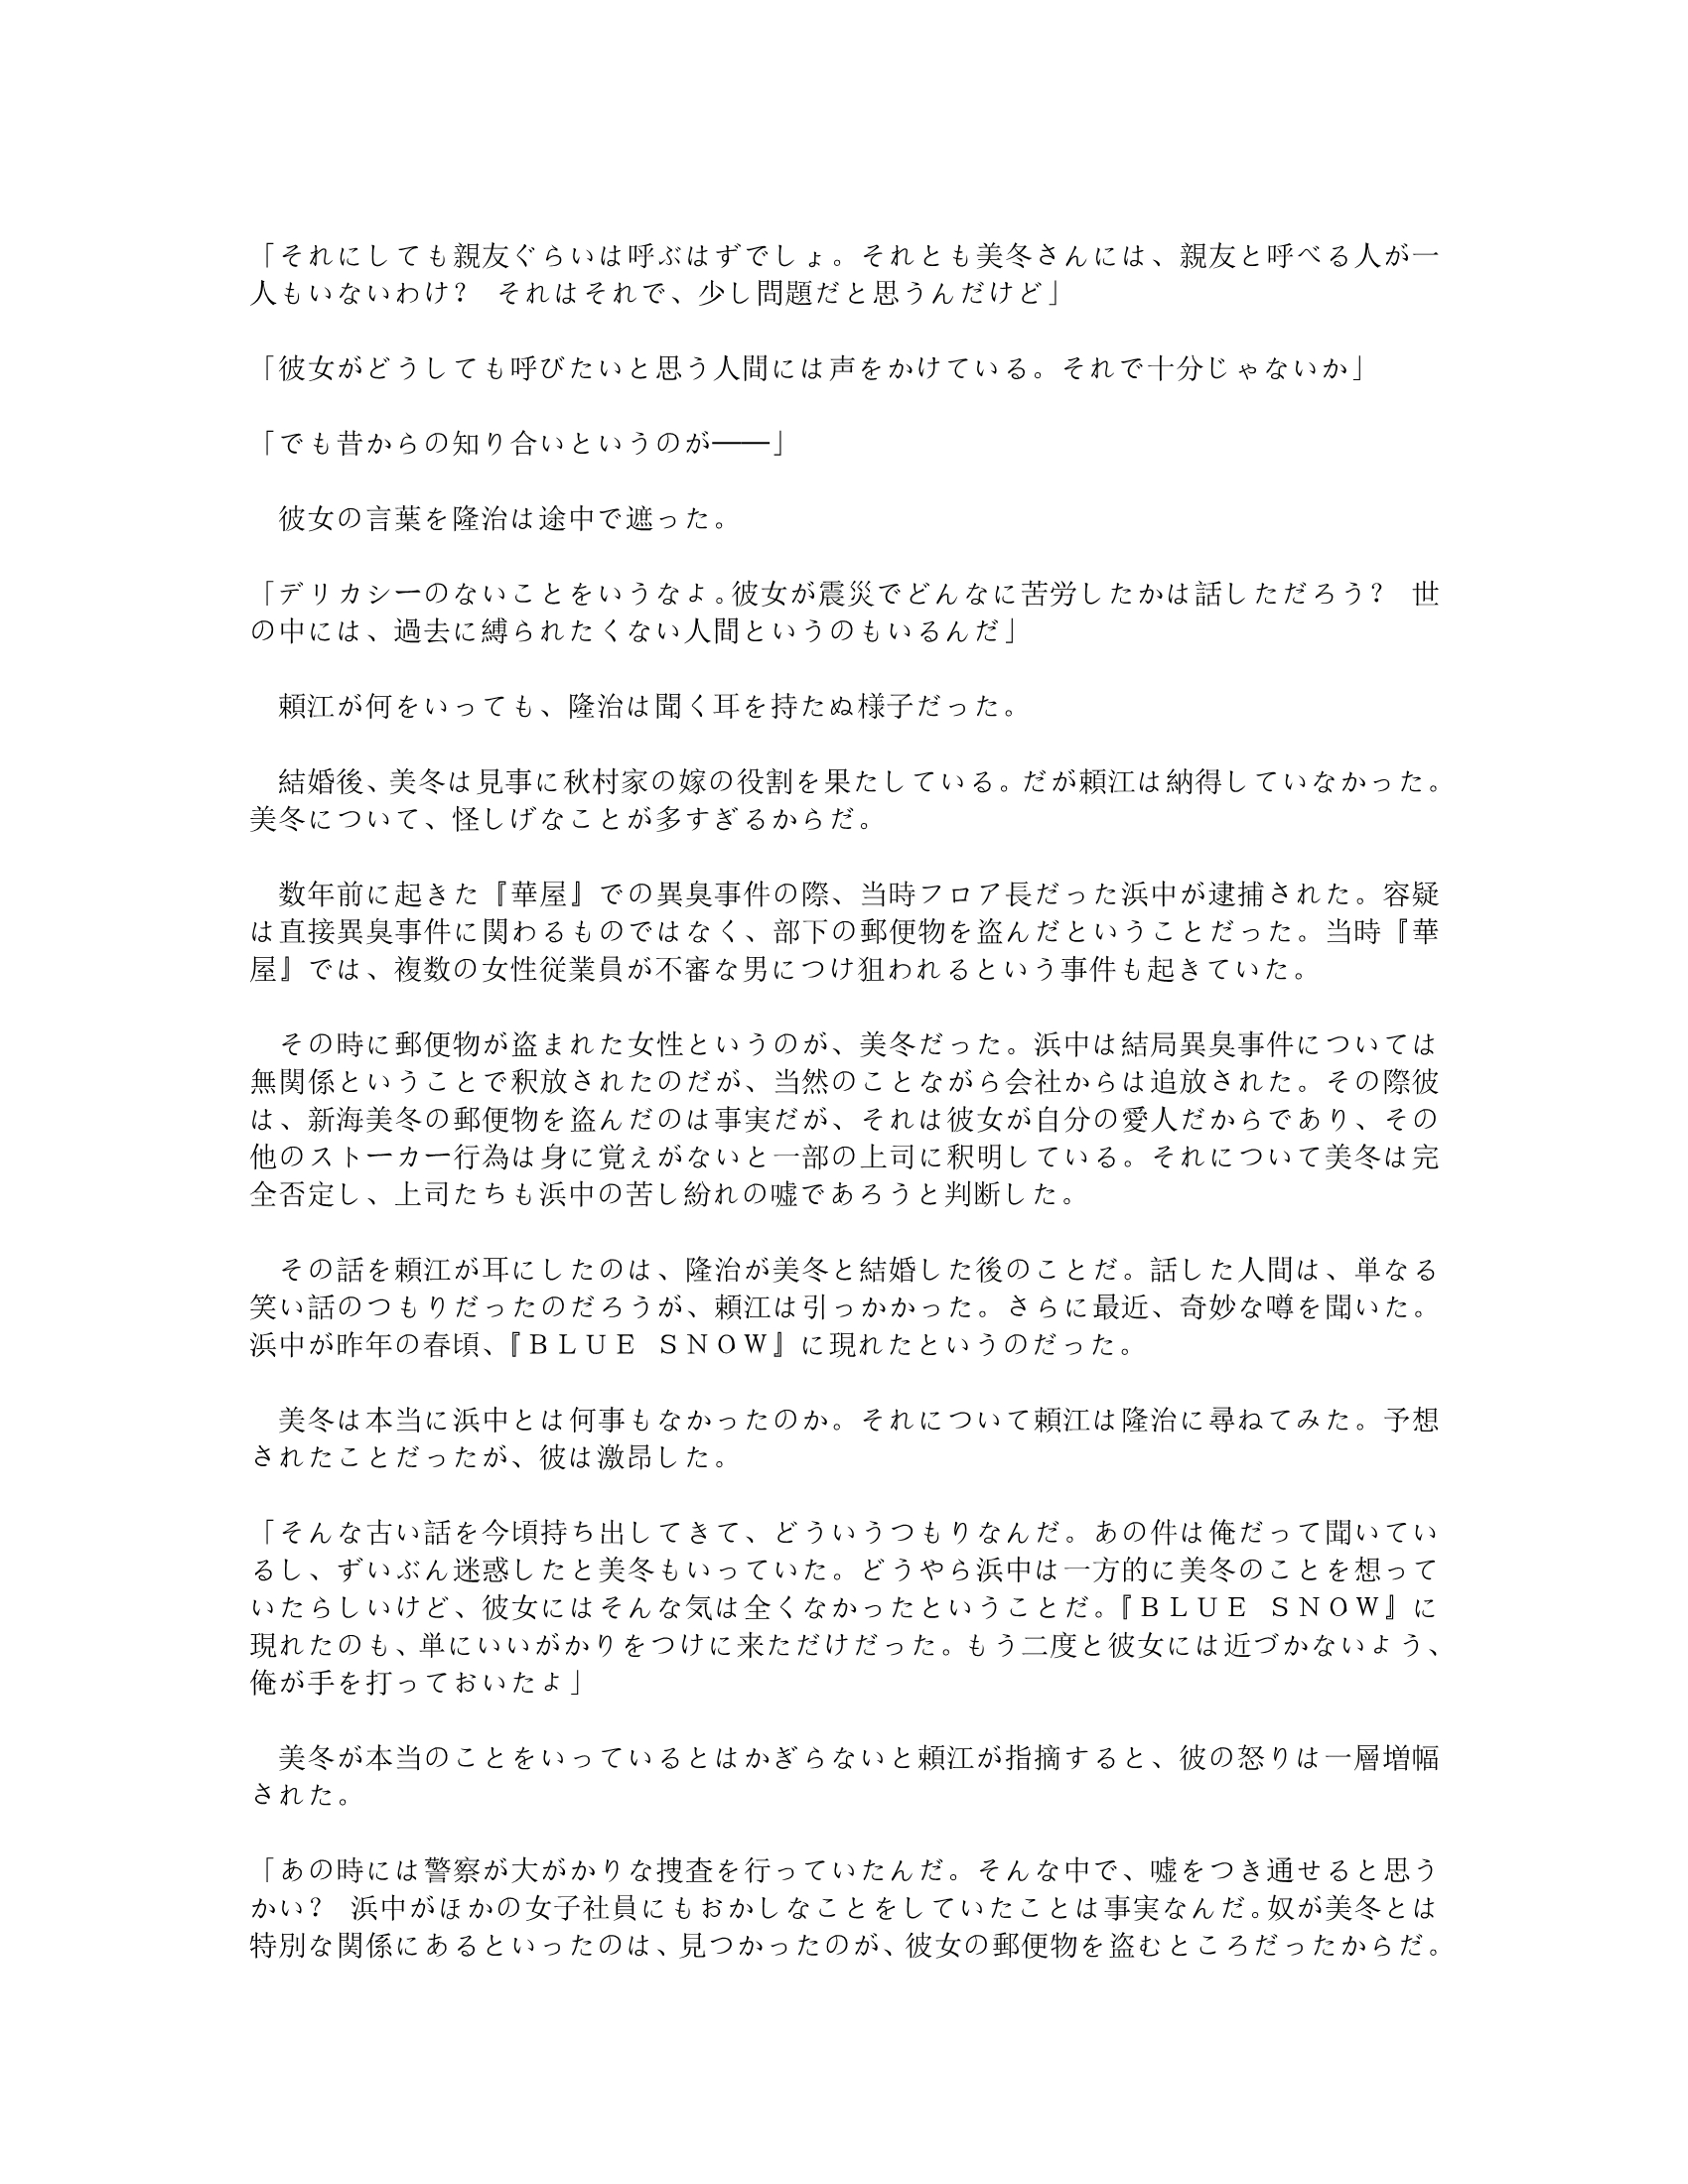 「それにしても親友ぐらいは呼ぶはずでしょ。それとも美冬さんには、親友と呼べる人が一
人もいないわけ？　それはそれで、少し問題だと思うんだけど」
「彼女がどうしても呼びたいと思う人間には声をかけている。それで十分じゃないか」
「でも昔からの知り合いというのが――」
　彼女の言葉を隆治は途中で遮った。
「デリカシーのないことをいうなよ。彼女が震災でどんなに苦労したかは話しただろう？　世
の中には、過去に縛られたくない人間というのもいるんだ」
　頼江が何をいっても、隆治は聞く耳を持たぬ様子だった。
　結婚後、美冬は見事に秋村家の嫁の役割を果たしている。だが頼江は納得していなかった。
美冬について、怪しげなことが多すぎるからだ。
　数年前に起きた『華屋』での異臭事件の際、当時フロア長だった浜中が逮捕された。容疑
は直接異臭事件に関わるものではなく、部下の郵便物を盗んだということだった。当時『華
屋』では、複数の女性従業員が不審な男につけ狙われるという事件も起きていた。
　その時に郵便物が盗まれた女性というのが、美冬だった。浜中は結局異臭事件については
無関係ということで釈放されたのだが、当然のことながら会社からは追放された。その際彼
は、新海美冬の郵便物を盗んだのは事実だが、それは彼女が自分の愛人だからであり、その
他のストーカー行為は身に覚えがないと一部の上司に釈明している。それについて美冬は完
全否定し、上司たちも浜中の苦し紛れの嘘であろうと判断した。
　その話を頼江が耳にしたのは、隆治が美冬と結婚した後のことだ。話した人間は、単なる
笑い話のつもりだったのだろうが、頼江は引っかかった。さらに最近、奇妙な噂を聞いた。
浜中が昨年の春頃、『ＢＬＵＥ　ＳＮＯＷ』に現れたというのだった。
　美冬は本当に浜中とは何事もなかったのか。それについて頼江は隆治に尋ねてみた。予想
されたことだったが、彼は激昂した。
「そんな古い話を今頃持ち出してきて、どういうつもりなんだ。あの件は俺だって聞いてい
るし、ずいぶん迷惑したと美冬もいっていた。どうやら浜中は一方的に美冬のことを想って
いたらしいけど、彼女にはそんな気は全くなかったということだ。『ＢＬＵＥ　ＳＮＯＷ』に
現れたのも、単にいいがかりをつけに来ただけだった。もう二度と彼女には近づかないよう、
俺が手を打っておいたよ」
　美冬が本当のことをいっているとはかぎらないと頼江が指摘すると、彼の怒りは一層増幅
された。
「あの時には警察が大がかりな捜査を行っていたんだ。そんな中で、嘘をつき通せると思う
かい？　浜中がほかの女子社員にもおかしなことをしていたことは事実なんだ。奴が美冬とは
特別な関係にあるといったのは、見つかったのが、彼女の郵便物を盗むところだったからだ。